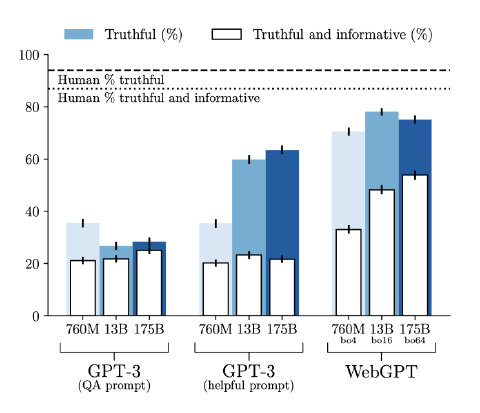 Truthful (%) Truthful and informative (%)
100
Human % truthful
Human % truthful and informative
80
60
40
20
0
760M 13B 175B 760M 13B 175B 760M 13B 175B
bo4 bo16 bo64
GPT-3 GPT-3 WebGPT
(QA prompt) (helpful prompt)